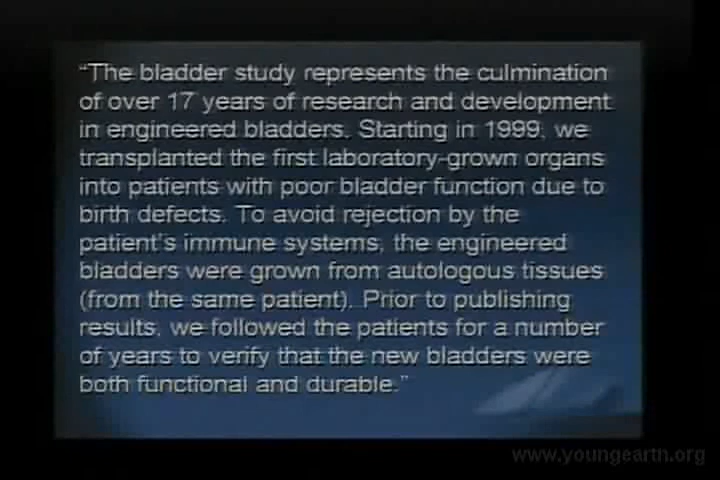 “The bladder study represents the culmination
of over 17 years of research and development
in engineered bladders. Starting in 1999, we
transplanted the first laboratory-grown organs
into patients with poor bladder function due to
birth defects. To avoid rejection by the
patient's immune systems, the engineered
bladders were grown from autologous tissues
(from the same patient). Prior to publishing
results, we followed the patients for a number
of years to verify that the new bladders were
both functional and durable.”
www.youngearth.org